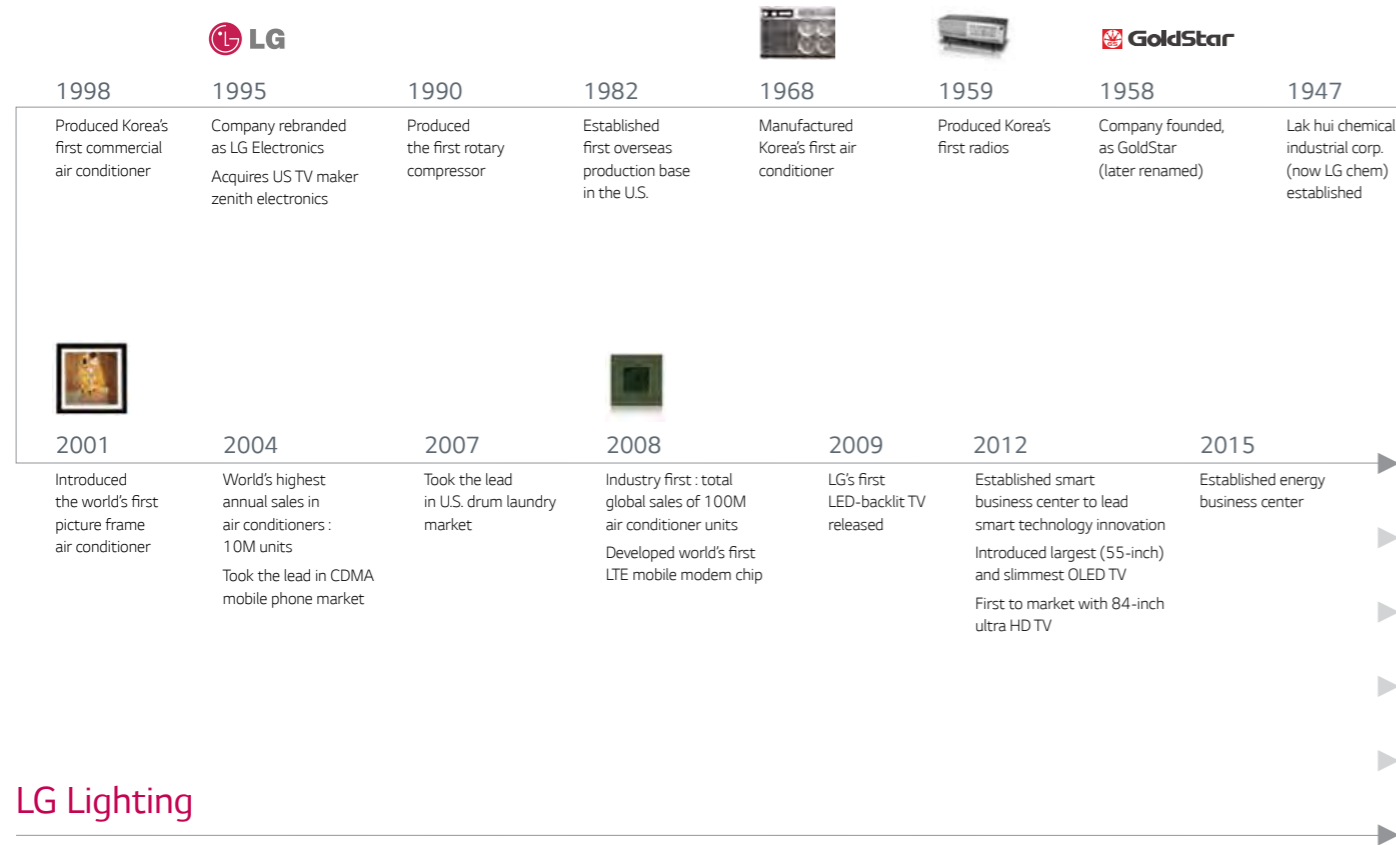 LG
GoldStar
1998
Produced Korea's
first commercial
air conditioner
1995
Company rebranded
as LG Electronics
Acquires US TV maker
zenith electronics
1990
Produced
the first rotary
compressor
1982
Established
first overseas
production base
in the U.S.
1968
Manufactured
Korea's first air
conditioner
1959
Produced Korea's
first radios
1958
Company founded,
as GoldStar
(later renamed)
1947
Lak hui chemical
industrial corp.
(now LG chem)
established
2001
Introduced
the world's first
picture frame
air conditioner
2004
World's highest
annual sales in
air conditioners :
10M units
Took the lead in CDMA
mobile phone market
2007
Took the lead
in U.S. drum laundry
market
2008
Industry first : total
global sales of 100M
air conditioner units
Developed world's first
LTE mobile modem chip
2009
LG's first
LED-backlit TV
released
2012
Established smart
business center to lead
smart technology innovation
Introduced largest (55-inch)
and slimmest OLED TV
First to market with 84-inch
ultra HD TV
2015
Established energy
business center
LG Lighting